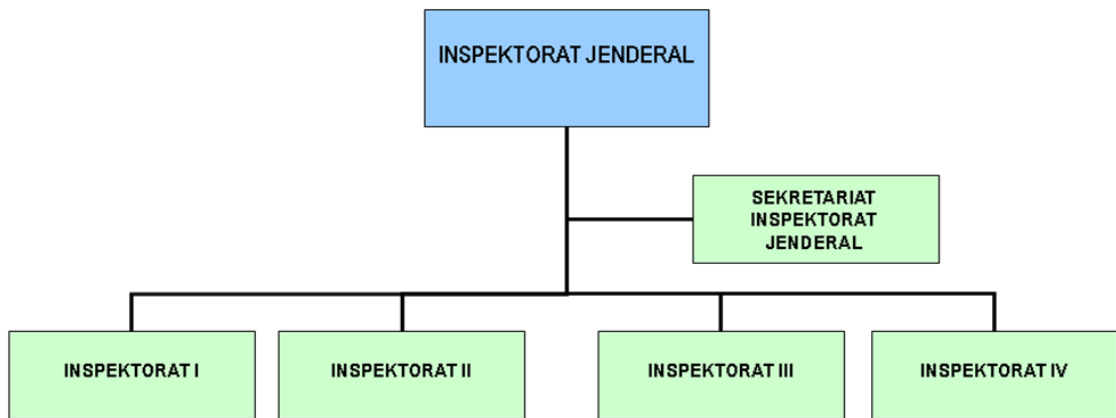 INSPEKTORAT JENDERAL
SEKRETARIAT
INSPEKTORAT
JENDERAL
INSPEKTORAT I
INSPEKTORAT II
INSPEKTORAT III
INSPEKTORAT IV